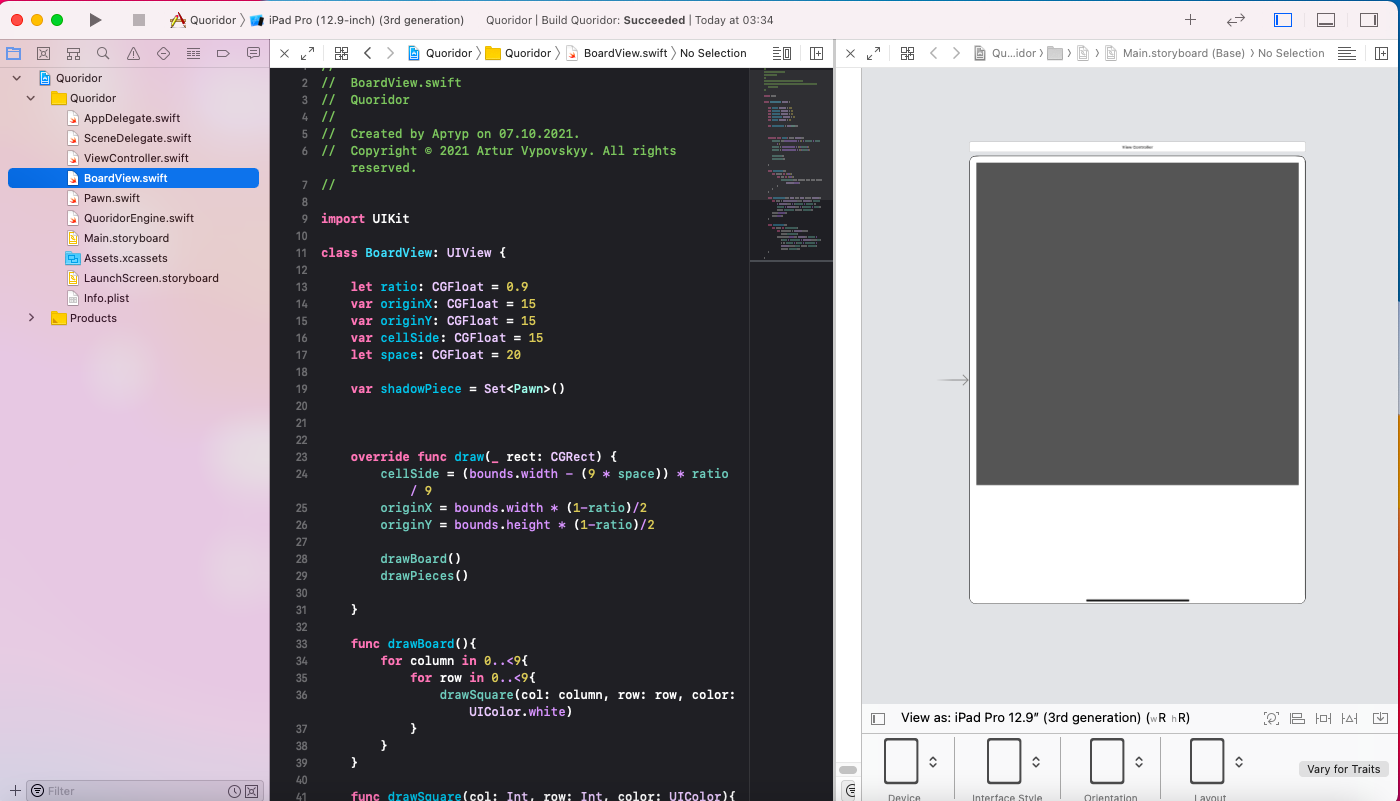 Quoridor
iPad Pro (12.9-inch) (3rd generation)
Quoridor | Build Quoridor: Succeeded | Today at 03:34
Quoridor
Quoridor
BoardView.swift
No Selection
Qu...idor
Main.storyboard (Base)
No Selection
Quoridor
Quoridor
AppDelegate.swift
SceneDelegate.swift
ViewController.swift
BoardView.swift
Pawn.swift
QuoridorEngine.swift
Main.storyboard
Assets.xcassets
LaunchScreen.storyboard
Info.plist
Products
Filter
2 //  BoardView.swift
3 //  Quoridor
4 //
5 //  Created by Артур on 07.10.2021.
6 //  Copyright © 2021 Artur Vypovskyy. All rights
reserved.
7 //
8
9 import UIKit
10
11 class BoardView: UIView {
12
13 let ratio: CGFloat = 0.9
14 var originX: CGFloat = 15
15 var originY: CGFloat = 15
16 var cellSide: CGFloat = 15
17 let space: CGFloat = 20
18
19 var shadowPiece = Set<Pawn>()
20
21
22
23 override func draw(_ rect: CGRect) {
24 cellSide = (bounds.width - (9 * space)) * ratio
/ 9
25 originX = bounds.width * (1-ratio)/2
26 originY = bounds.height * (1-ratio)/2
27
28 drawBoard()
29 drawPieces()
30
31 }
32
33 func drawBoard(){
34 for column in 0..<9{
35 for row in 0..<9{
36 drawSquare(col: column, row: row, color:
UIColor.white)
37 }
38 }
39 }
40
41 func drawSquare(col: Int, row: Int, color: UIColor){
View Controller
View as: iPad Pro 12.9” (3rd generation) (wR hR)
Vary for Traits
Device
Interface Style
Orientation
Layout